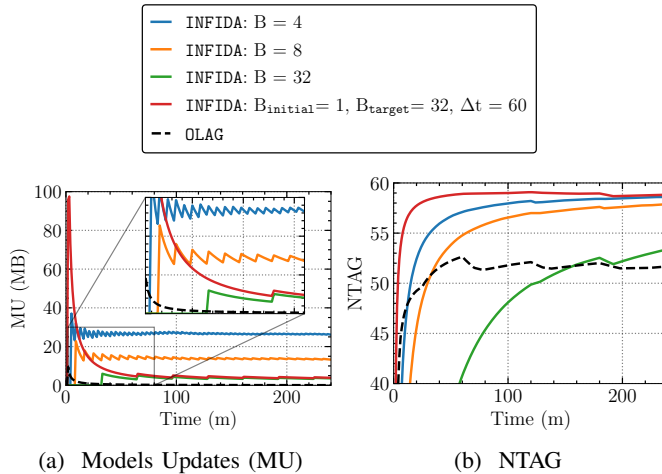 INFIDA: B = 4
INFIDA: B = 8
INFIDA: B = 32
INFIDA: B_initial = 1, B_target = 32, Δt = 60
OLAG
MU (MB)
100
80
60
40
20
0
0 100 200
Time (m)
NTAG
60
55
50
45
40
0 100 200
Time (m)
(a) Models Updates (MU)
(b) NTAG